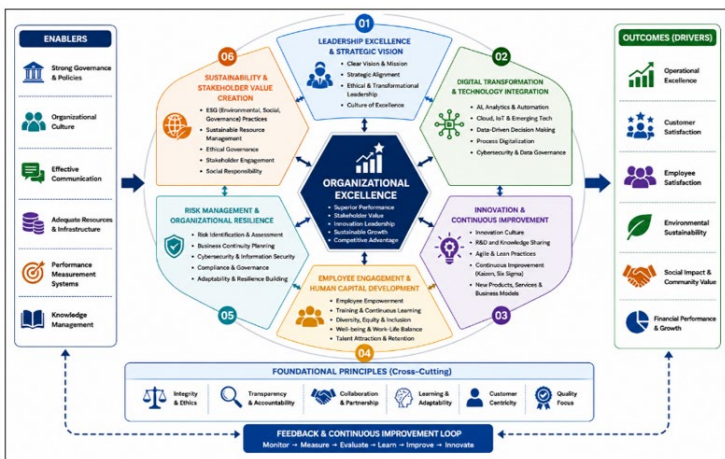 ENABLERS
Strong Governance
& Policies
Organizational
Culture
Effective
Communication
Adequate Resources
& Infrastructure
Performance
Measurement
Systems
Knowledge
Management
01
LEADERSHIP EXCELLENCE
& STRATEGIC VISION
• Clear Vision & Mission
• Strategic Alignment
• Ethical & Transformational
Leadership
• Culture of Excellence
02
DIGITAL TRANSFORMATION
& TECHNOLOGY INTEGRATION
• AI, Analytics & Automation
• Cloud, IoT & Emerging Tech
• Data-Driven Decision Making
• Process Digitalization
• Cybersecurity & Data Governance
INNOVATION &
CONTINUOUS IMPROVEMENT
• Innovation Culture
• R&D and Knowledge Sharing
• Agile & Lean Practices
• Continuous Improvement
(Kaizen, Six Sigma)
• New Products, Services &
Business Models
03
EMPLOYEE ENGAGEMENT &
HUMAN CAPITAL DEVELOPMENT
• Employee Empowerment
• Training & Continuous Learning
• Diversity, Equity & Inclusion
• Well-being & Work-Life Balance
• Talent Attraction & Retention
04
RISK MANAGEMENT &
ORGANIZATIONAL RESILIENCE
• Risk Identification & Assessment
• Business Continuity Planning
• Cybersecurity & Information Security
• Compliance & Governance
• Adaptability & Resilience Building
05
06
SUSTAINABILITY &
STAKEHOLDER VALUE
CREATION
• ESG (Environmental, Social,
Governance) Practices
• Sustainable Resource
Management
• Ethical Governance
• Stakeholder Engagement
• Social Responsibility
ORGANIZATIONAL
EXCELLENCE
• Superior Performance
• Stakeholder Value
• Innovation Leadership
• Sustainable Growth
• Competitive Advantage
OUTCOMES (DRIVERS)
Operational
Excellence
Customer
Satisfaction
Employee
Satisfaction
Environmental
Sustainability
Social Impact &
Community Value
Financial Performance
& Growth
FOUNDATIONAL PRINCIPLES (Cross-Cutting)
Integrity
& Ethics
Transparency
& Accountability
Collaboration
& Partnership
Learning &
Adaptability
Customer
Centricity
Quality
Focus
FEEDBACK & CONTINUOUS IMPROVEMENT LOOP
Monitor → Measure → Evaluate → Learn → Improve → Innovate